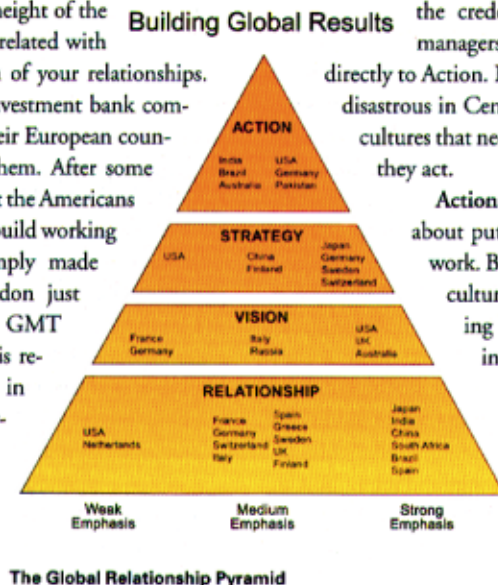 Building Global Results
height of the
related with
of your relationships.
vestment bank com-
eir European coun-
hem. After some
t the Americans
build working
mply made
don just
GMT
is re-
in
the cred
managers
directly to Action. I
disastrous in Cen
cultures that ne
they act.
Action
about put
work. B
cultur
ing
in
ACTION
India USA
Brazil Germany
Australia Pakistan
STRATEGY
USA
China
Finland
Japan
Germany
Sweden
Switzerland
VISION
France
Germany
Italy
Russia
USA
UK
Australia
RELATIONSHIP
USA
Netherlands
France
Germany
Switzerland
Italy
Spain
Greece
Sweden
UK
Finland
Japan
India
China
South Africa
Brazil
Spain
Weak
Emphasis
Medium
Emphasis
Strong
Emphasis
The Global Relationship Pyramid